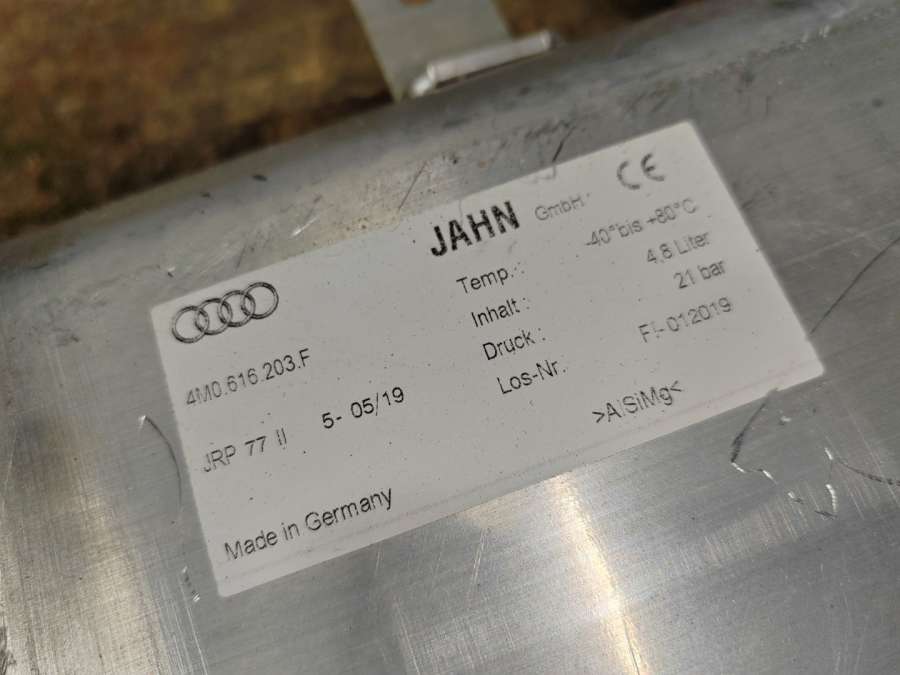 JAHN GmbH CE
Temp.: -40°bis +80°C
Inhalt: 4,8 Liter
Druck: 21 bar
Los-Nr. F!-012019
>AlSiMg<
4M0.616.203.F
JRP 77 II 5- 05/19
Made in Germany